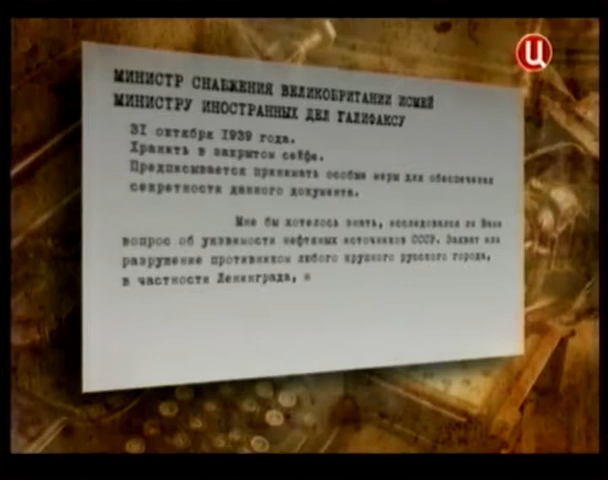 Ц
МИНИСТР СНАБЖЕНИЯ ВЕЛИКОБРИТАНИИ ИСМЕЙ
МИНИСТРУ ИНОСТРАННЫХ ДЕЛ ГАЛИФАКСУ
31 октября 1939 года.
Хранить в закрытом сейфе.
Предписывается принимать особые меры для обеспечения
секретности данного документа.
Мне бы хотелось знать, исследовался ли Вами
вопрос об уязвимости нефтяных источников СССР. Захват или
разрушение противником любого крупного русского города,
в частности Ленинграда, н